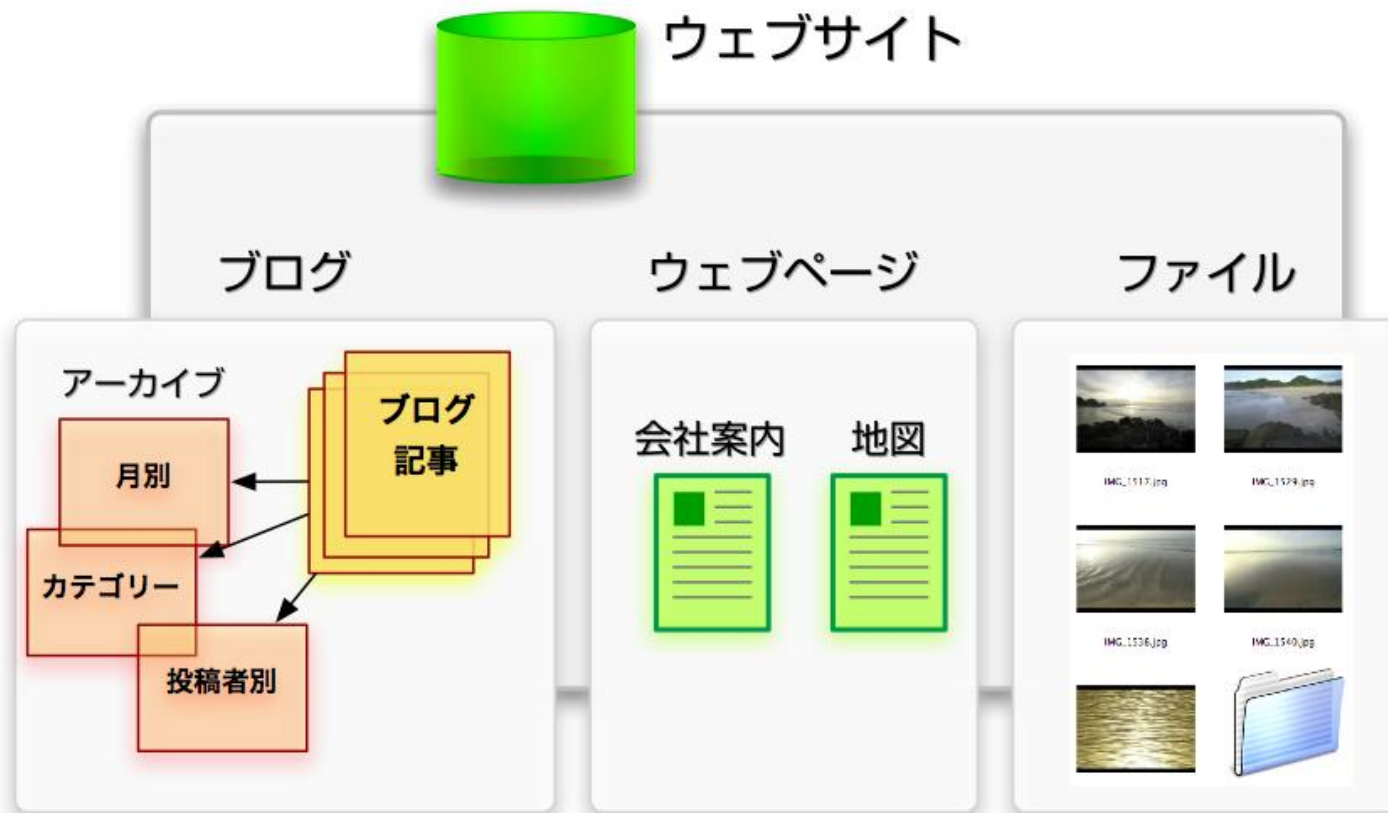 ウェブサイト
ブログ
ウェブページ
ファイル
アーカイブ
ブログ
記事
月別
カテゴリー
投稿者別
会社案内
地図
IMG_1517.jpg
IMG_1529.jpg
IMG_1538.jpg
IMG_1540.jpg